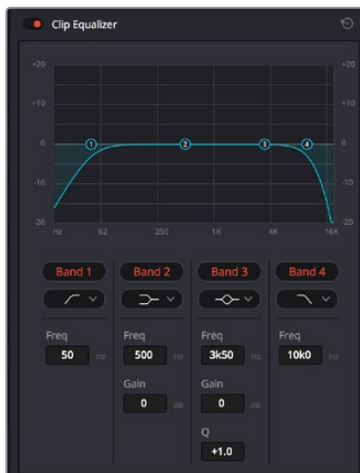 Clip Equalizer
+20 +20
+10 +10
0 0
-10 -10
-20 -20
Hz 62 250 1K 4K 16K
1 2 3 4
Band 1 Band 2 Band 3 Band 4
Freq Freq Freq Freq
50 Hz 500 Hz 3k50 Hz 10k0 Hz
Gain Gain
0 dB 0 dB
Q
+1.0